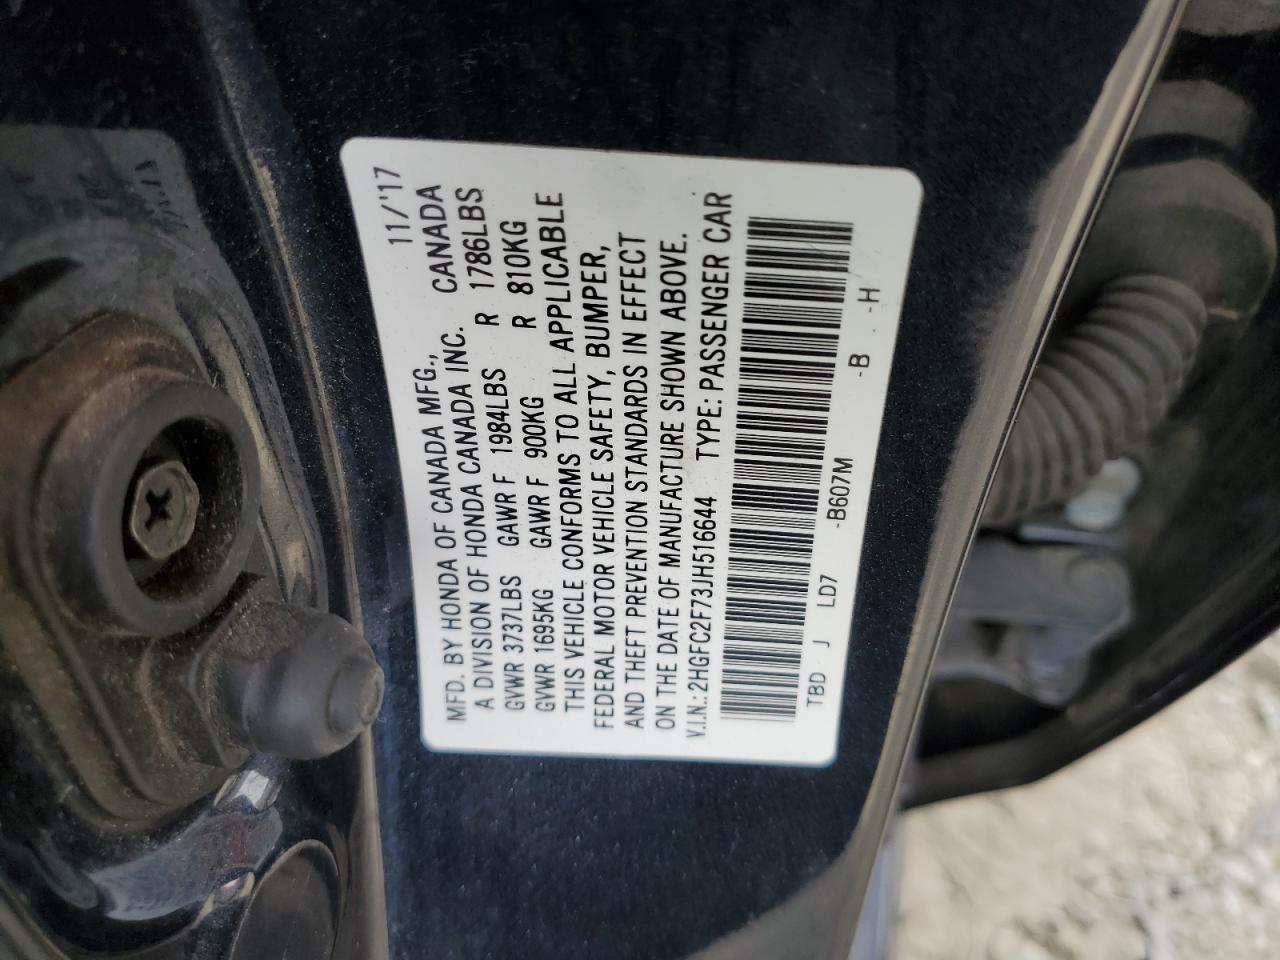 11/'17
MFD. BY HONDA OF CANADA MFG., CANADA
A DIVISION OF HONDA CANADA INC.
GVWR 3737LBS GAWR F 1984LBS R 1786LBS
GVWR 1695KG GAWR F 900KG R 810KG
THIS VEHICLE CONFORMS TO ALL APPLICABLE
FEDERAL MOTOR VEHICLE SAFETY, BUMPER,
AND THEFT PREVENTION STANDARDS IN EFFECT
ON THE DATE OF MANUFACTURE SHOWN ABOVE.
V.I.N.: 2HGFC2F73JH516644 TYPE: PASSENGER CAR
TBD J LD7 -B607M -B . -H